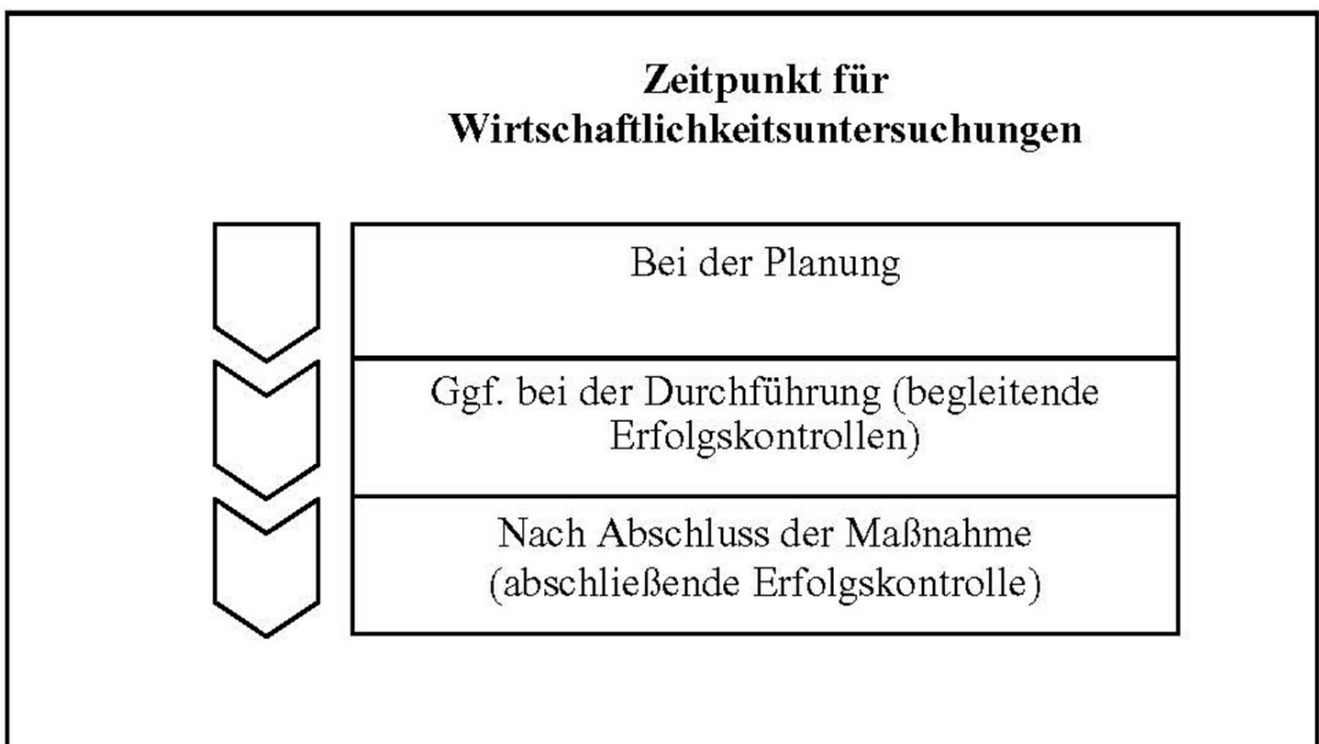 Zeitpunkt für
Wirtschaftlichkeitsuntersuchungen
Bei der Planung
Ggf. bei der Durchführung (begleitende
Erfolgskontrollen)
Nach Abschluss der Maßnahme
(abschließende Erfolgskontrolle)